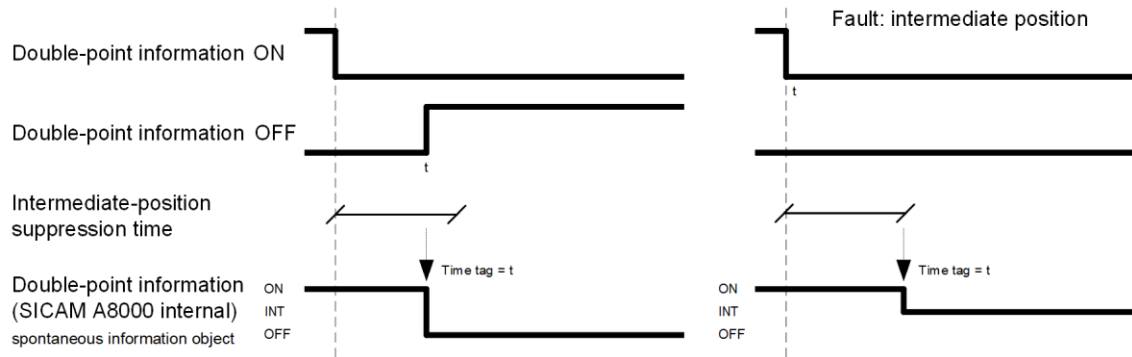 Fault: intermediate position
Double-point information ON
t
Double-point information OFF
t
Intermediate-position
suppression time
Time tag = t
Time tag = t
Double-point information
(SICAM A8000 internal)
spontaneous information object
ON
INT
OFF
ON
INT
OFF